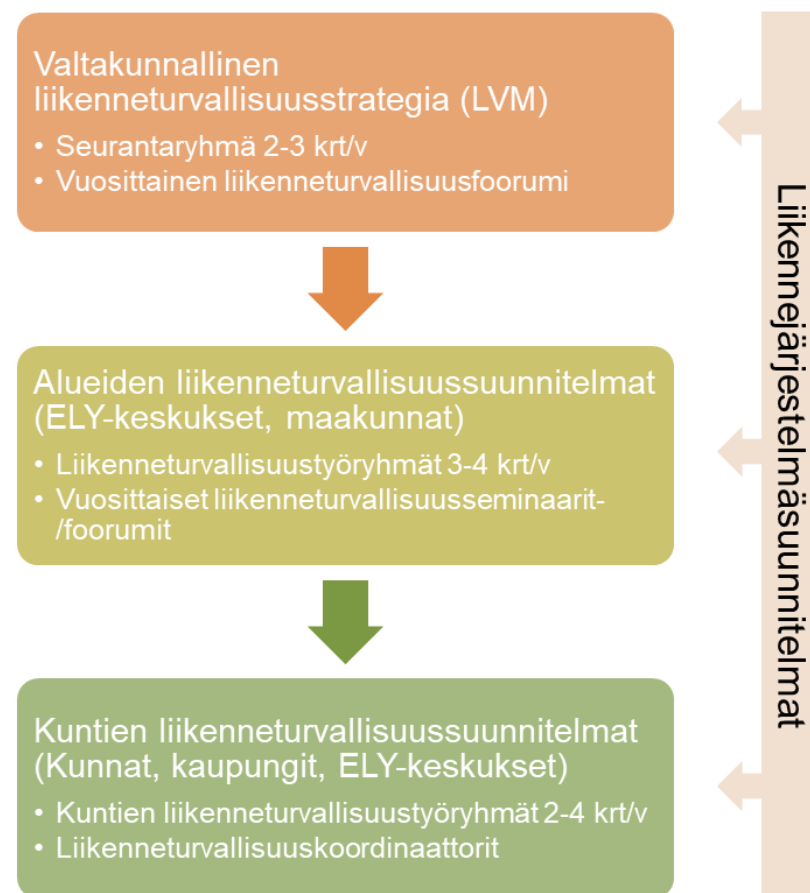 Valtakunnallinen
liikenneturvallisuusstrategia (LVM)
• Seurantaryhmä 2-3 krt/v
• Vuosittainen liikenneturvallisuusfoorumi
Alueiden liikenneturvallisuussuunnitelmat
(ELY-keskukset, maakunnat)
• Liikenneturvallisuustyöryhmät 3-4 krt/v
• Vuosittaiset liikenneturvallisuusseminaarit-
/foorumit
Kuntien liikenneturvallisuussuunnitelmat
(Kunnat, kaupungit, ELY-keskukset)
• Kuntien liikenneturvallisuustyöryhmät 2-4 krt/v
• Liikenneturvallisuuskoordinaattorit
Liikennejärjestelmäsuunnitelmat